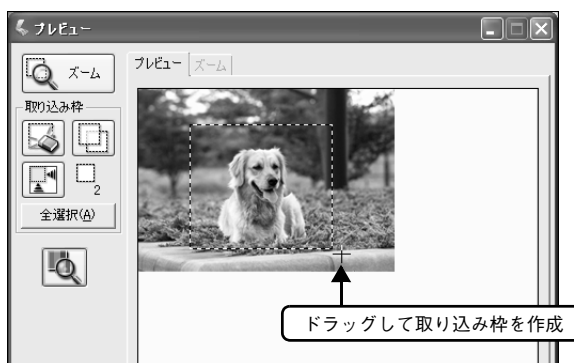 プレビュー
ズーム
プレビュー ズーム
取り込み枠
2
全選択(A)
ドラッグして取り込み枠を作成